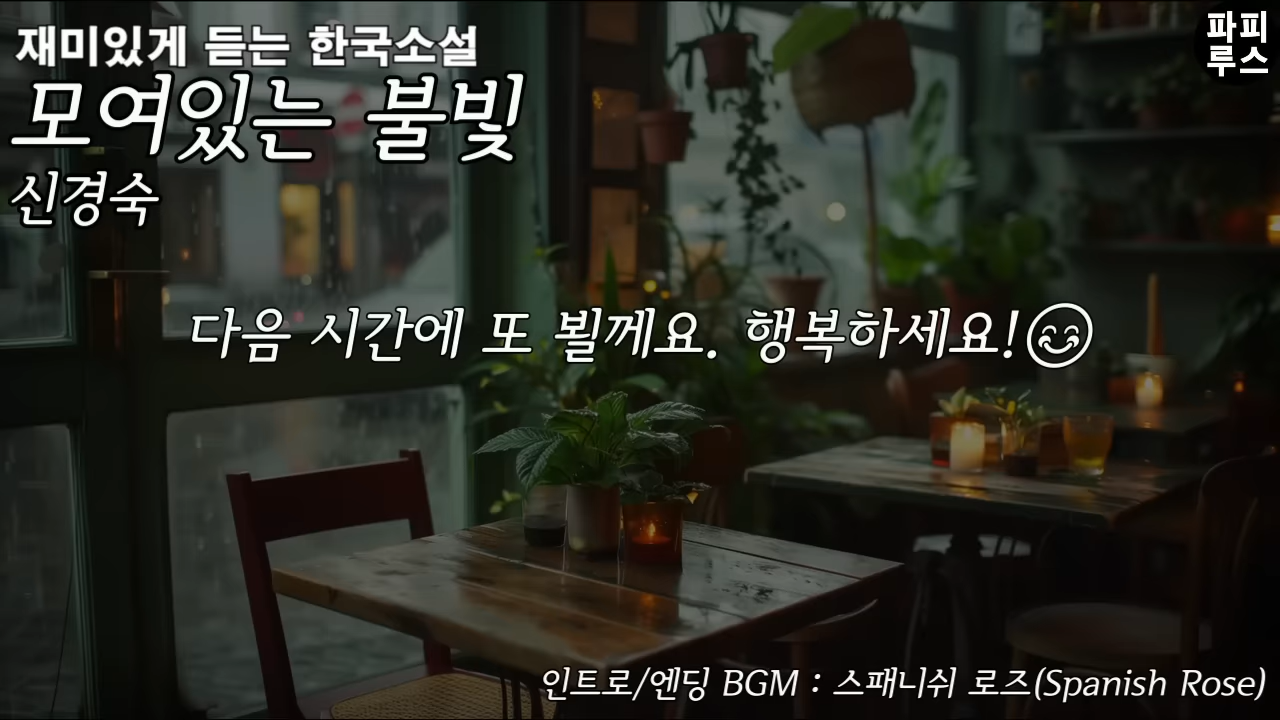 재미있게 듣는 한국소설
파피
루스
모여있는 불빛
신경숙
다음 시간에 또 뵐께요. 행복하세요!😊
인트로/엔딩 BGM : 스패니쉬 로즈(Spanish Rose)